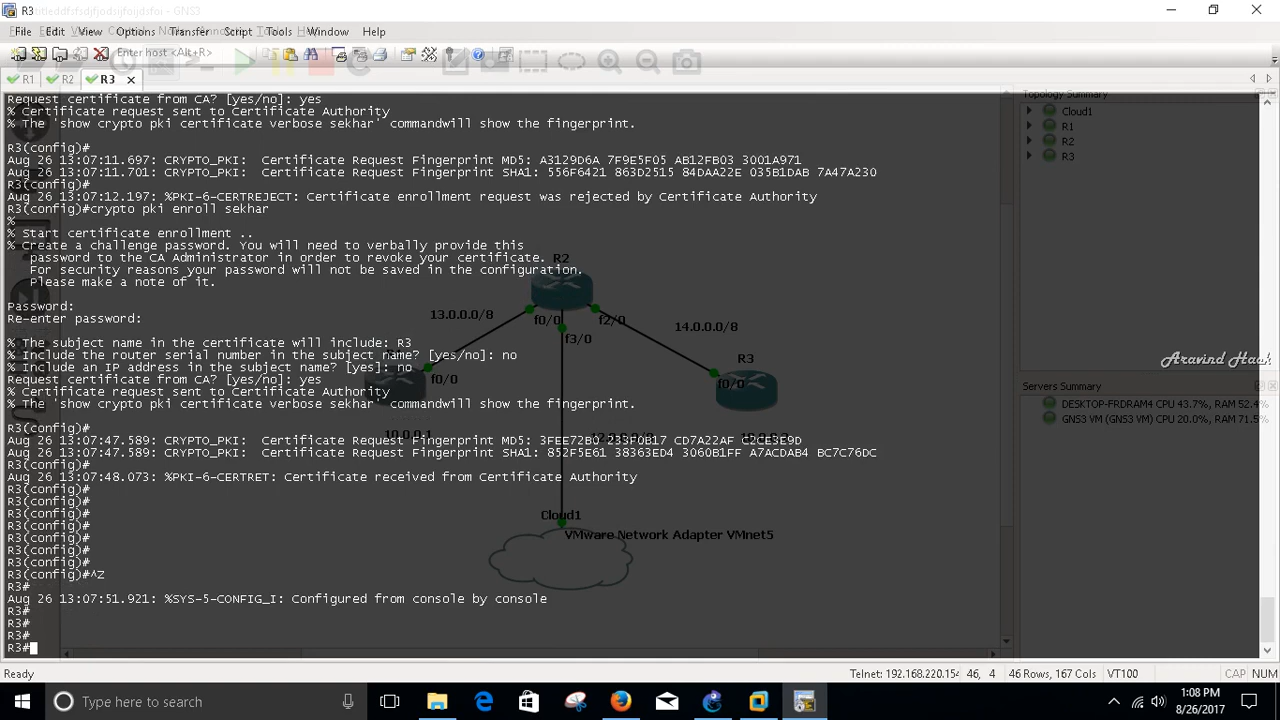 R3
File Edit View Options Transfer Script Tools Window Help
Enter host <Alt+R>
R1 R2 R3
Request certificate from CA? [yes/no]: yes
% Certificate request sent to Certificate Authority
% The 'show crypto pki certificate verbose sekhar' commandwill show the fingerprint.
R3(config)#
Aug 26 13:07:11.697: CRYPTO_PKI:  Certificate Request Fingerprint MD5: A3129D6A 7F9E5F05 AB12FB03 3001A971
Aug 26 13:07:11.701: CRYPTO_PKI:  Certificate Request Fingerprint SHA1: 556F6421 863D2515 84DAA22E 035B1DAB 7A47A230
R3(config)#
Aug 26 13:07:12.197: %PKI-6-CERTREJECT: Certificate enrollment request was rejected by Certificate Authority
R3(config)#crypto pki enroll sekhar
%
% Start certificate enrollment ..
% Create a challenge password. You will need to verbally provide this
password to the CA Administrator in order to revoke your certificate.
For security reasons your password will not be saved in the configuration.
Please make a note of it.
Password:
Re-enter password:
% The subject name in the certificate will include: R3
% Include the router serial number in the subject name? [yes/no]: no
% Include an IP address in the subject name? [yes]: no
Request certificate from CA? [yes/no]: yes
% Certificate request sent to Certificate Authority
% The 'show crypto pki certificate verbose sekhar' commandwill show the fingerprint.
R3(config)#
Aug 26 13:07:47.589: CRYPTO_PKI:  Certificate Request Fingerprint MD5: 3FEE72B0 CD7A22AF
Aug 26 13:07:47.589: CRYPTO_PKI:  Certificate Request Fingerprint SHA1: 852F5E61 38363ED4 3060B1FF A7ACDAB4 BC7C76DC
R3(config)#
Aug 26 13:07:48.073: %PKI-6-CERTRET: Certificate received from Certificate Authority
R3(config)#
R3(config)#
R3(config)#
R3(config)#
R3(config)#
R3(config)#
R3(config)#
R3(config)#^Z
R3#
Aug 26 13:07:51.921: %SYS-5-CONFIG_I: Configured from console by console
R3#
R3#
R3#
R3#
R2
13.0.0.0/8
f0/0
f2/0
f3/0
14.0.0.0/8
R3
f0/0
f0/0
10.0.0.1
Cloud1
VMware Network Adapter VMnet5
Topology Summary
Cloud1
R1
R2
R3
Aravind Hack
Servers Summary
DESKTOP-FRDRAM4 CPU 43.7%, RAM 52.4%
GNS3 VM (GNS3 VM) CPU 20.0%, RAM 71.5%
Ready
Telnet: 192.168.220.154 46, 4 46 Rows, 167 Cols VT100 CAP NUM
Type here to search
1:08 PM
8/26/2017